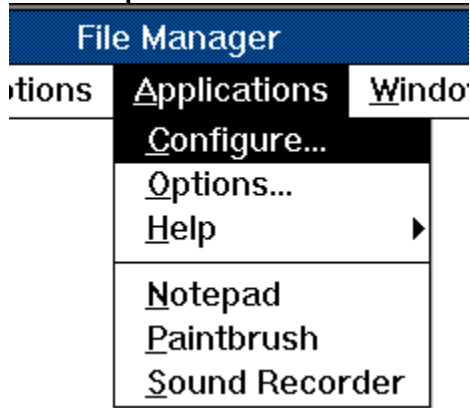 File Manager
tions Applications Windo
Configure...
Options...
Help
Notepad
Paintbrush
Sound Recorder